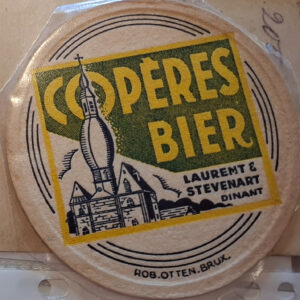 COPÈRES
BIER
LAURENT &
STEVENART
DINANT
ROB.OTTEN.BRUX.